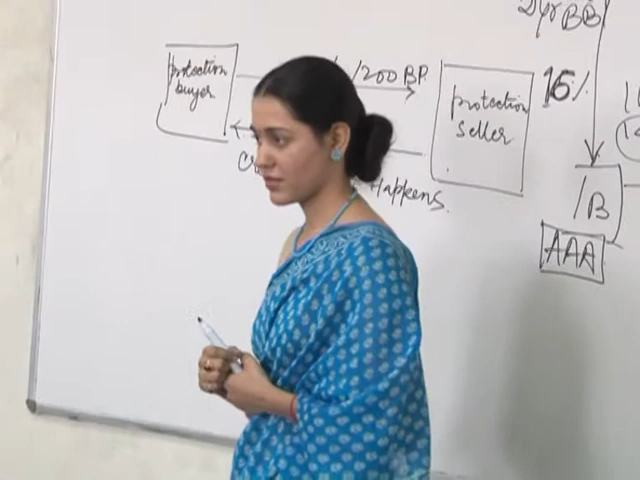 2yr BB
protection
buyer
/200 BP
protection
seller
16%
Happens.
/B
AAA